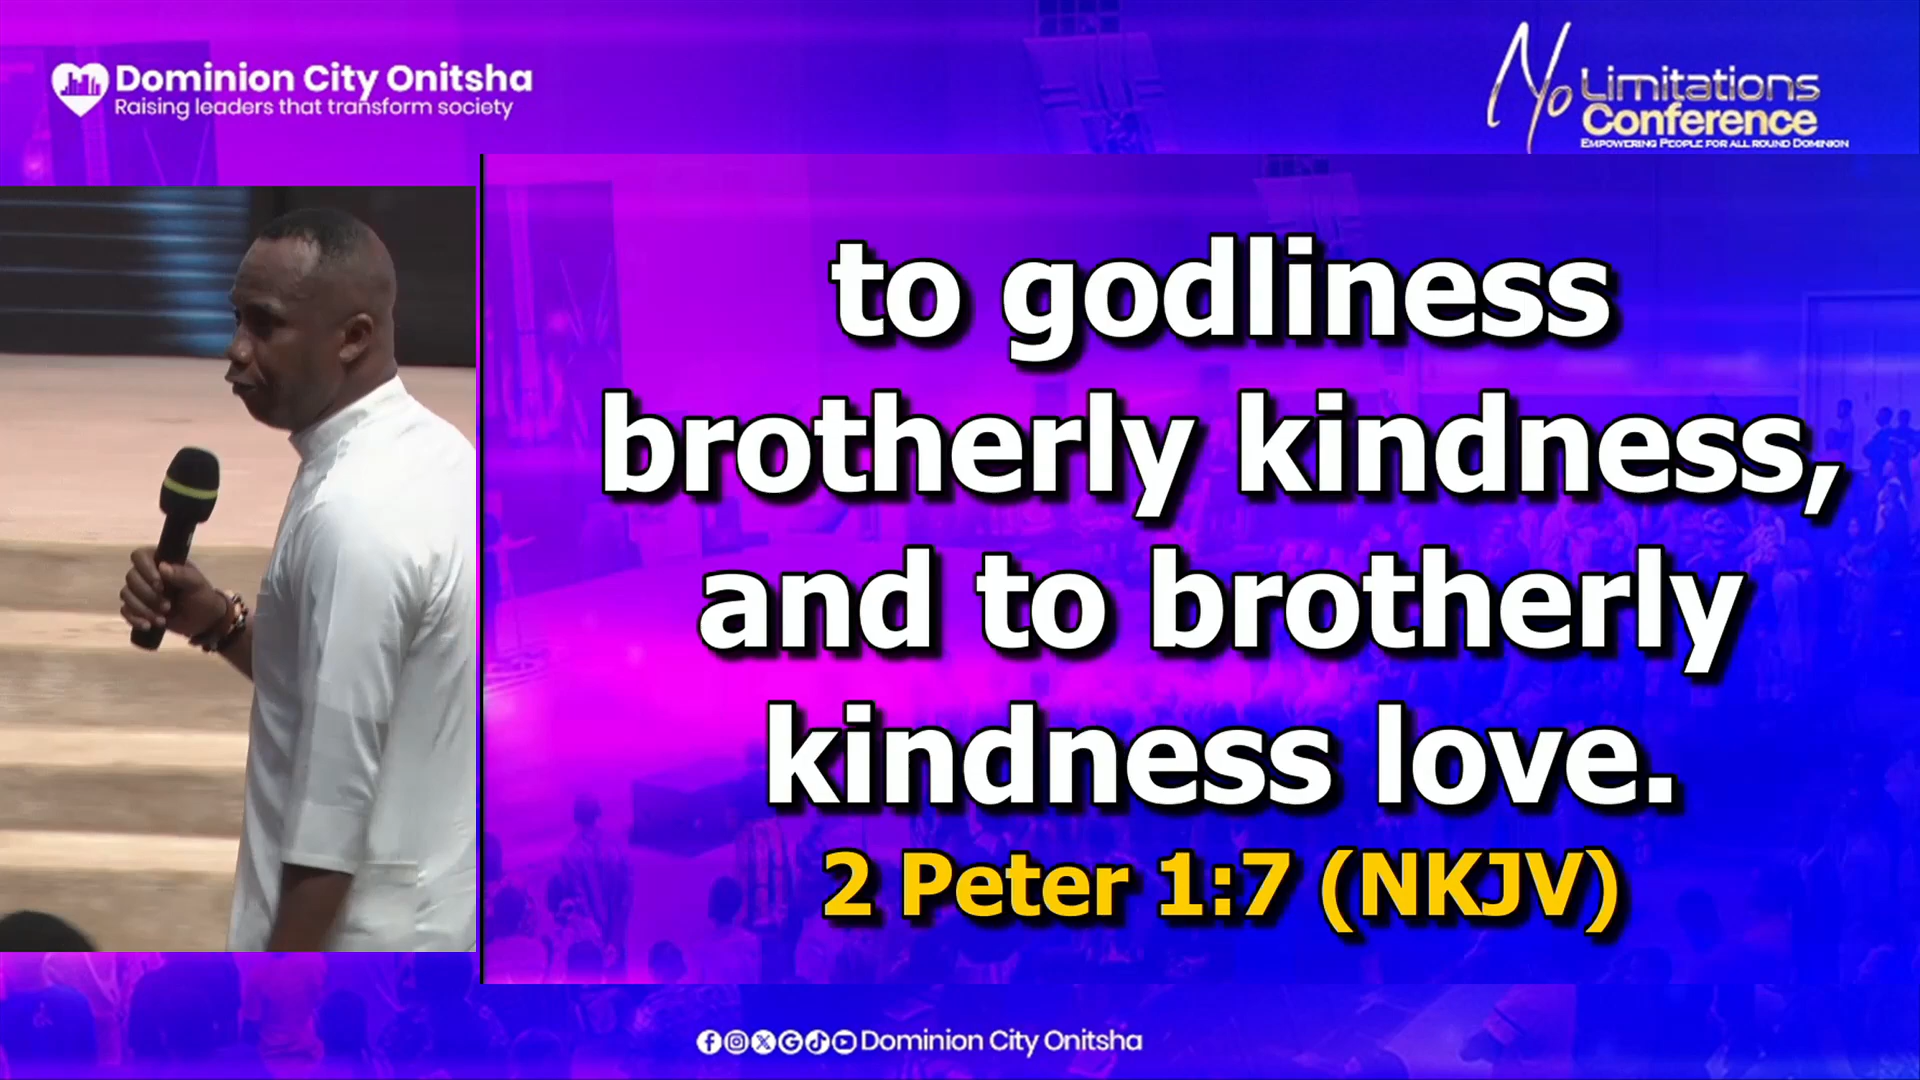 Dominion City Onitsha
Raising leaders that transform society
No Limitations
Conference
Empowering People for all round Dominion
to godliness
brotherly kindness,
and to brotherly
kindness love.
2 Peter 1:7 (NKJV)
Dominion City Onitsha